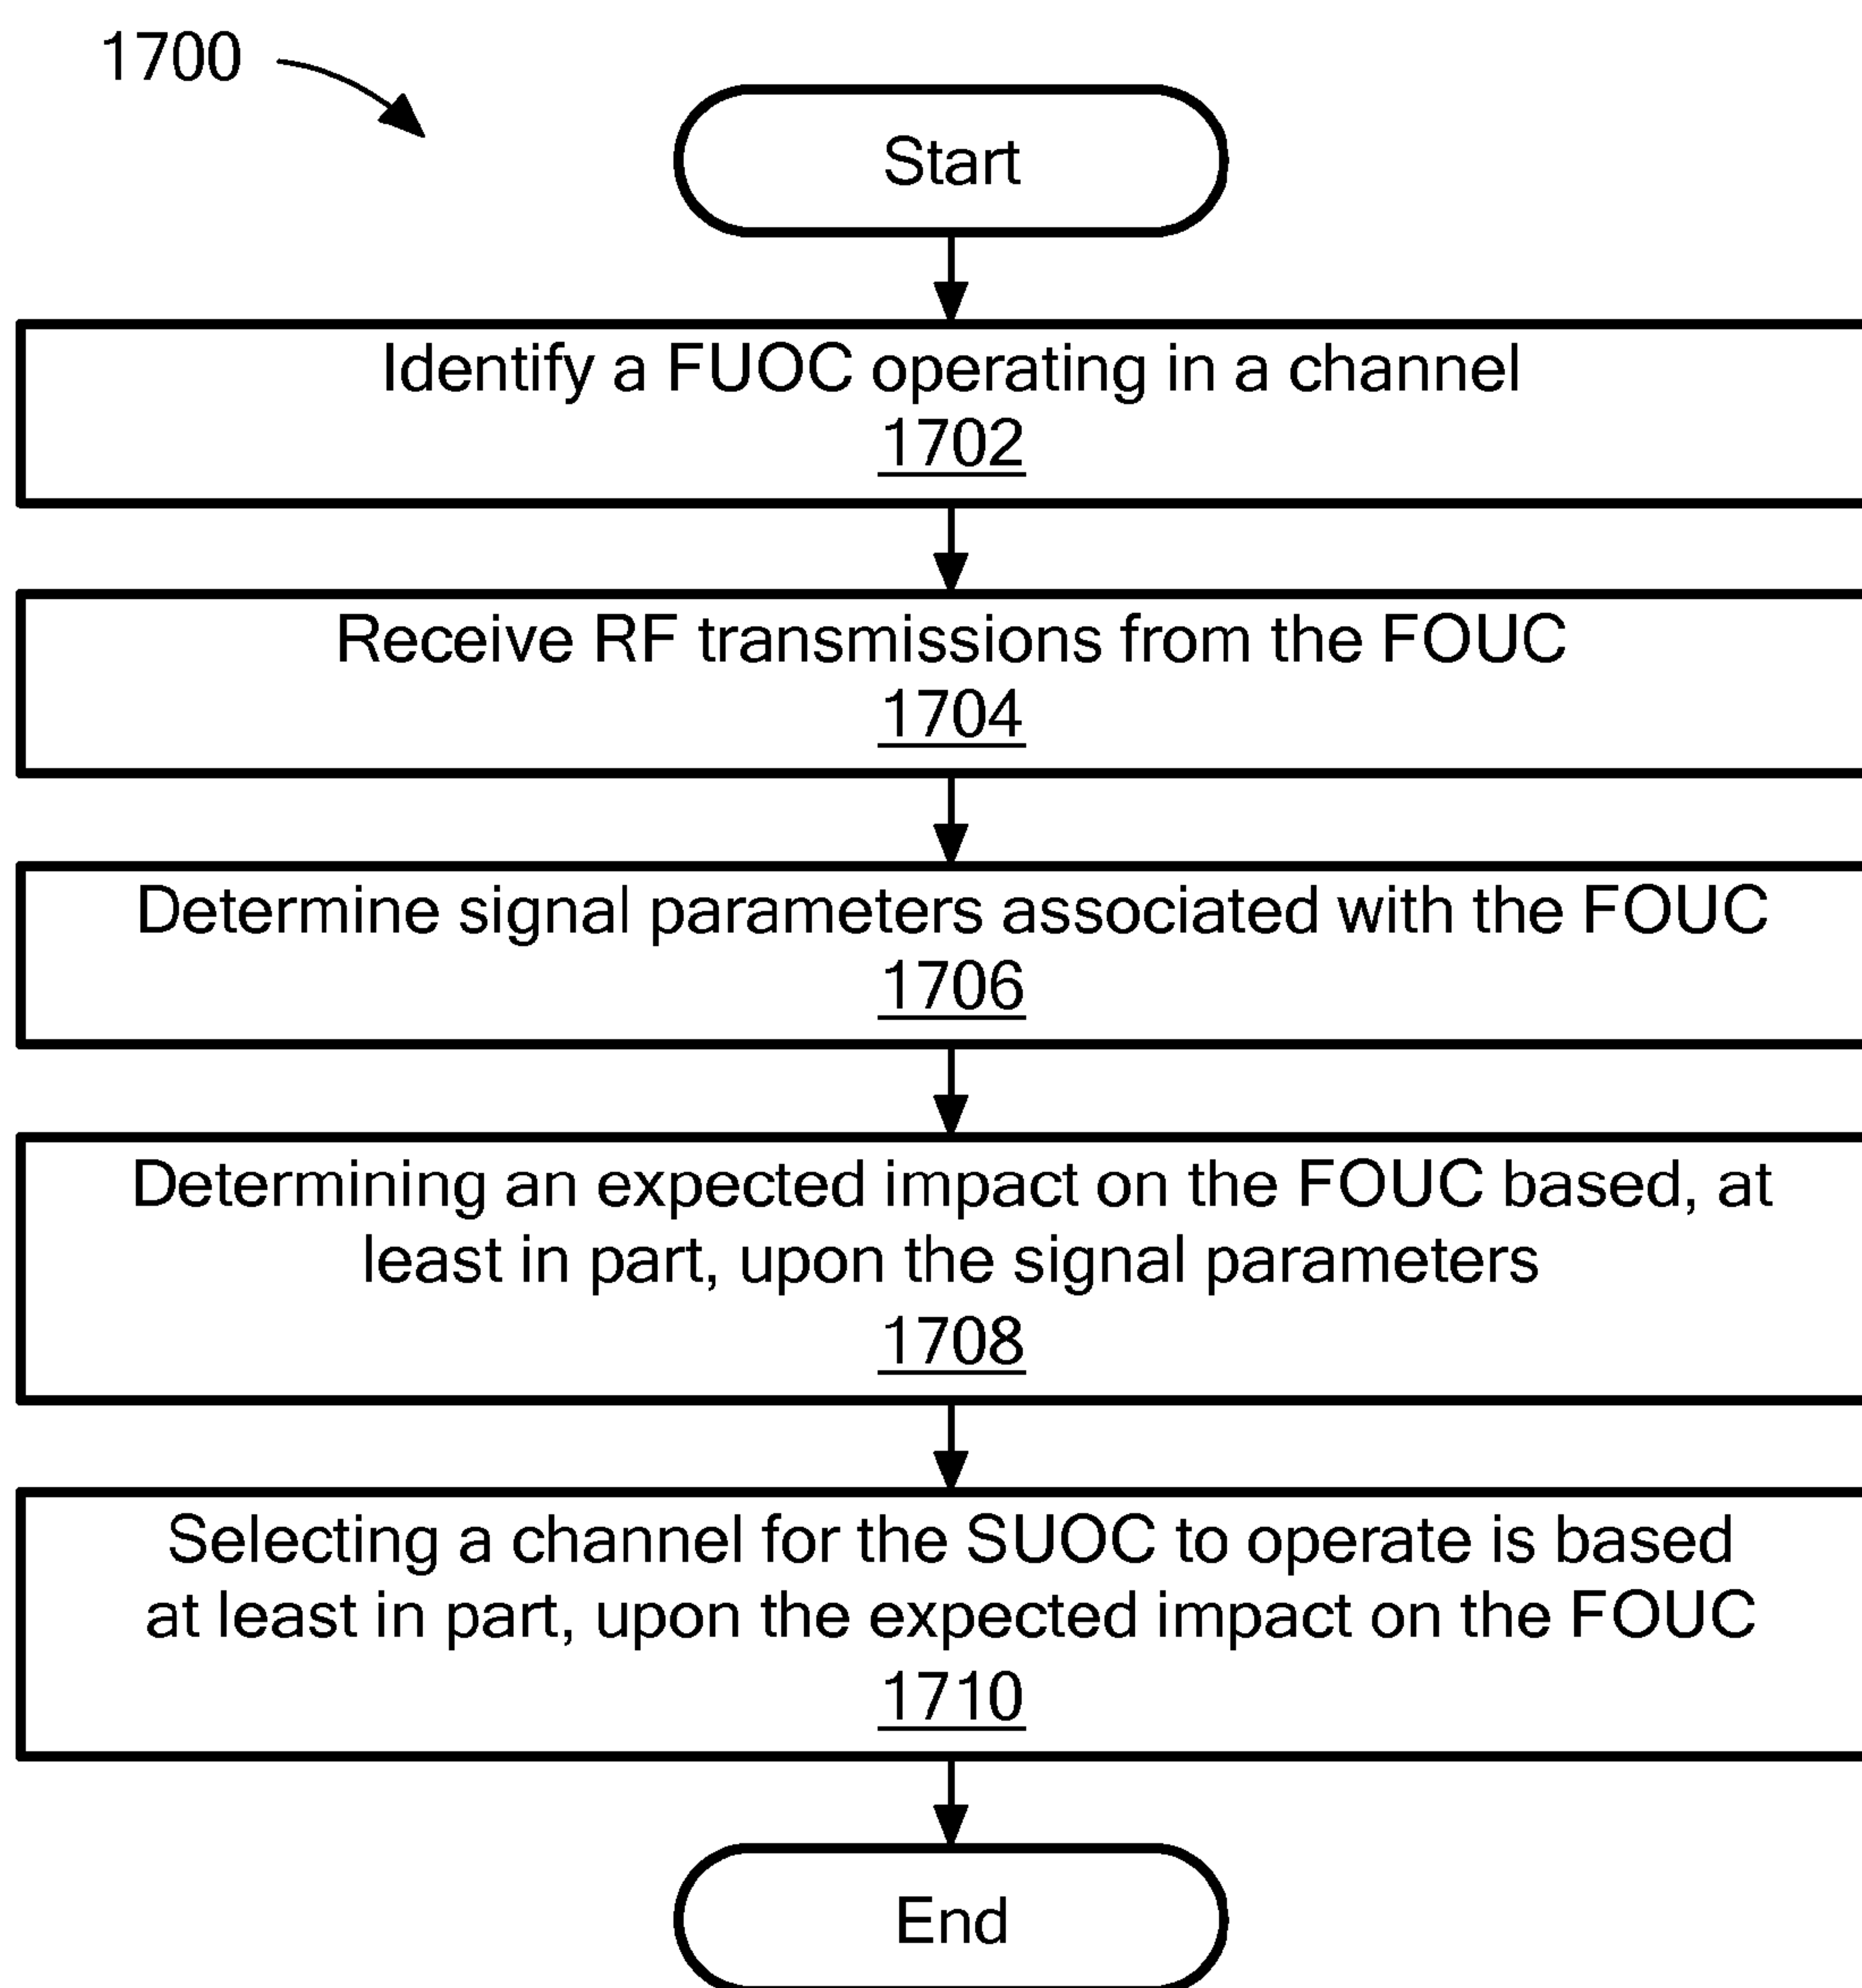 1700
Start
Identify a FUOC operating in a channel
1702
Receive RF transmissions from the FOUC
1704
Determine signal parameters associated with the FOUC
1706
Determining an expected impact on the FOUC based, at
least in part, upon the signal parameters
1708
Selecting a channel for the SUOC to operate is based
at least in part, upon the expected impact on the FOUC
1710
End